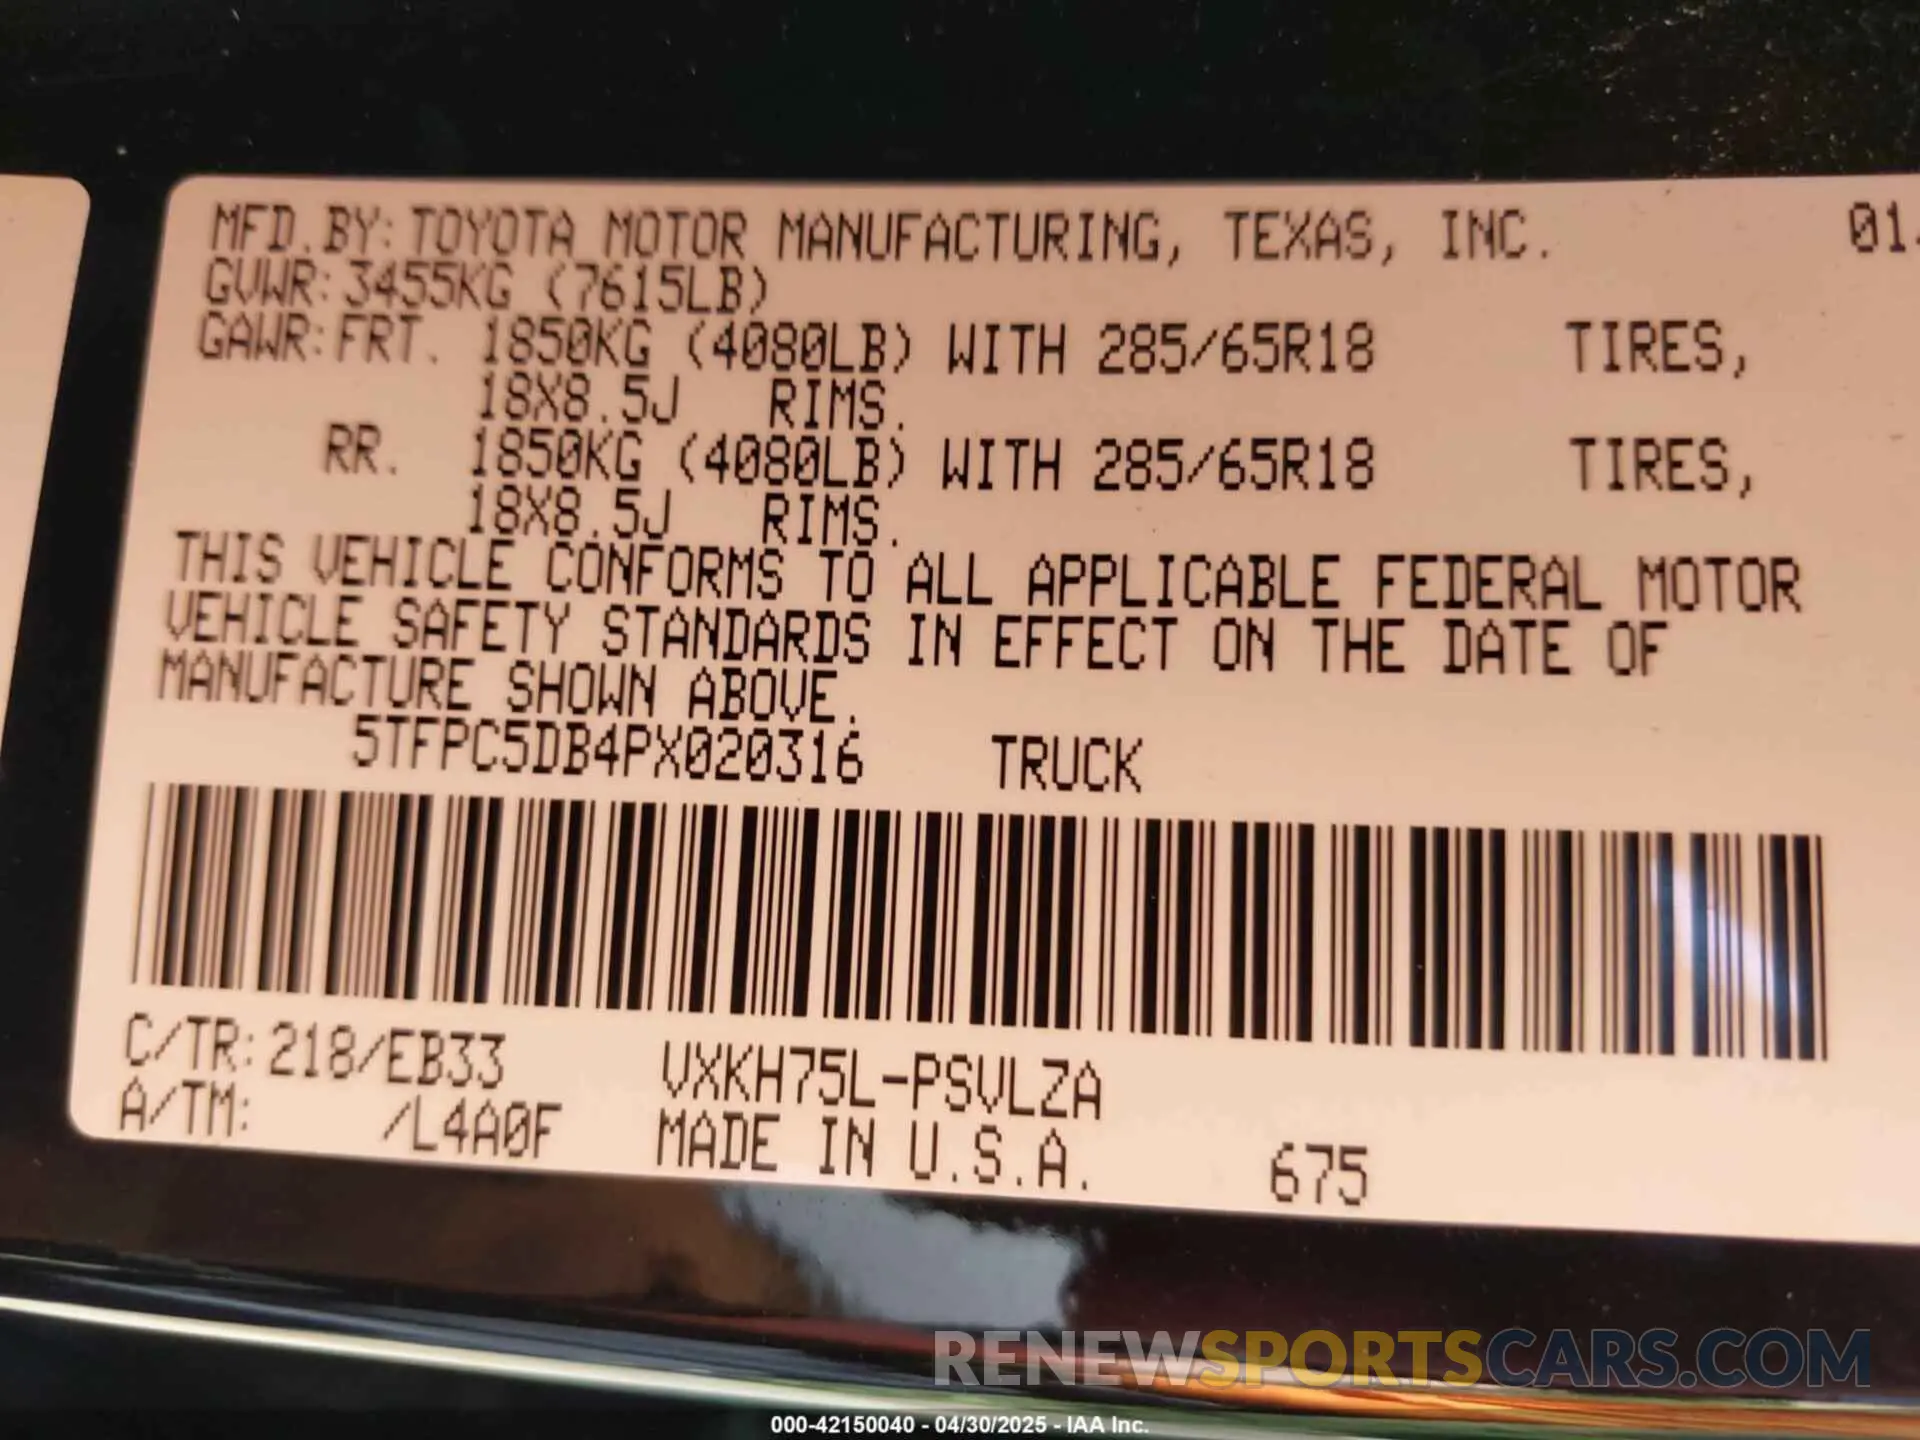 MFD.BY: TOYOTA MOTOR MANUFACTURING, TEXAS, INC. 01
GVWR: 3455KG (7615LB)
GAWR: FRT. 1850KG (4080LB) WITH 285/65R18 TIRES,
18X8.5J RIMS.
RR. 1850KG (4080LB) WITH 285/65R18 TIRES,
18X8.5J RIMS.
THIS VEHICLE CONFORMS TO ALL APPLICABLE FEDERAL MOTOR
VEHICLE SAFETY STANDARDS IN EFFECT ON THE DATE OF
MANUFACTURE SHOWN ABOVE.
5TFPC5DB4PX020316 TRUCK
C/TR: 218/EB33 VXKH75L-PSVLZA
A/TM: /L4A0F MADE IN U.S.A. 675
RENEWSPORTSCARS.COM
000-42150040 - 04/30/2025 - IAA Inc.